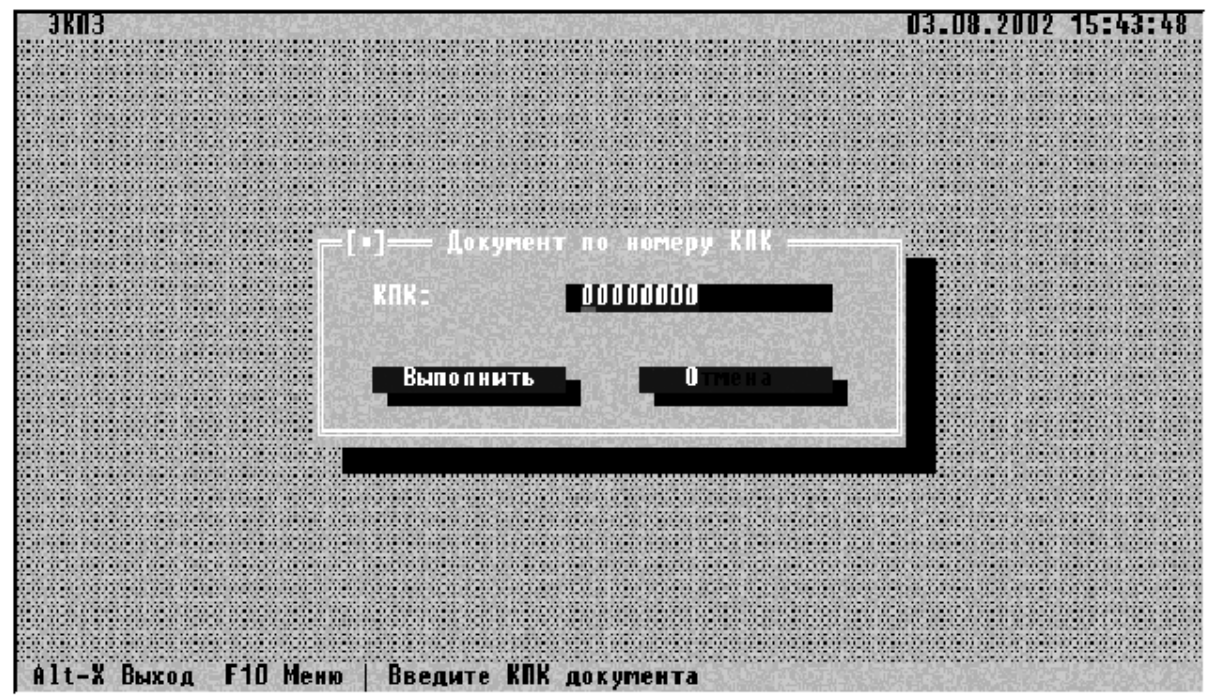 ЭКПЗ 03.08.2002 15:43:48
[▪] Документ по номеру КПК
КПК: 00000000
Выполнить Отмена
Alt-X Выход F10 Меню | Введите КПК документа